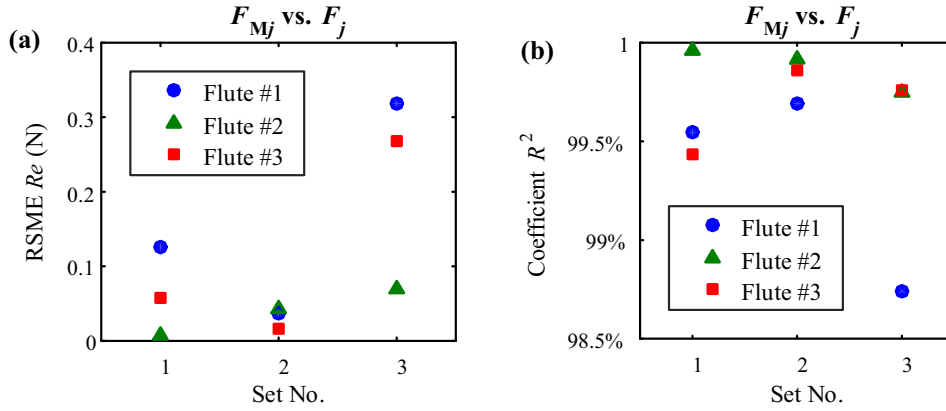 (a)
F_Mj vs. F_j
RSME Re (N)
0.4
0.3
0.2
0.1
0
Flute #1
Flute #2
Flute #3
1 2 3
Set No.
(b)
F_Mj vs. F_j
Coefficient R^2
1
99.5%
99%
98.5%
Flute #1
Flute #2
Flute #3
1 2 3
Set No.